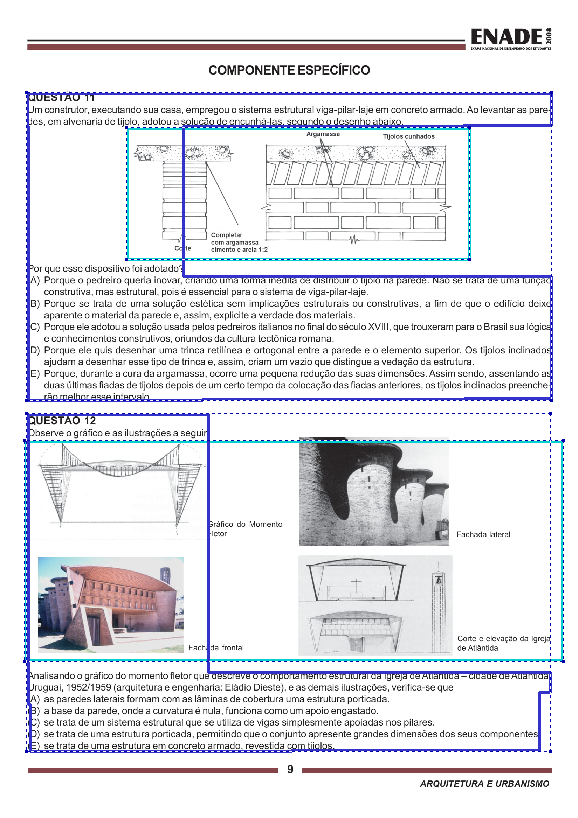 ENADE 2008
EXAME NACIONAL DE DESEMPENHO DOS ESTUDANTES
COMPONENTE ESPECÍFICO
QUESTÃO 11
Um construtor, executando sua casa, empregou o sistema estrutural viga-pilar-laje em concreto armado. Ao levantar as pare-
des, em alvenaria de tijolo, adotou a solução de encunhá-las, segundo o desenho abaixo.
Argamassa
Tijolos cunhados
Corte
Completar
com argamassa
cimento e areia 1:2
Por que esse dispositivo foi adotado?
A) Porque o pedreiro queria inovar, criando uma forma inédita de distribuir o tijolo na parede. Não se trata de uma função
construtiva, mas estrutural, pois é essencial para o sistema de viga-pilar-laje.
B) Porque se trata de uma solução estética sem implicações estruturais ou construtivas, a fim de que o edifício deixe
aparente o material da parede e, assim, explicite a verdade dos materiais.
C) Porque ele adotou a solução usada pelos pedreiros italianos no final do século XVIII, que trouxeram para o Brasil sua lógica
e conhecimentos construtivos, oriundos da cultura tectônica romana.
D) Porque ele quis desenhar uma trinca retilínea e ortogonal entre a parede e o elemento superior. Os tijolos inclinados
ajudam a desenhar esse tipo de trinca e, assim, criam um vazio que distingue a vedação da estrutura.
E) Porque, durante a cura da argamassa, ocorre uma pequena redução das suas dimensões. Assim sendo, assentando as
duas últimas fiadas de tijolos depois de um certo tempo da colocação das fiadas anteriores, os tijolos inclinados preenche-
rão melhor esse intervalo.
QUESTÃO 12
Observe o gráfico e as ilustrações a seguir.
Gráfico do Momento
Fletor
Fachada lateral
Fachada frontal
Corte e elevação da Igreja
de Atlântida
Analisando o gráfico do momento fletor que descreve o comportamento estrutural da Igreja de Atlântida – cidade de Atlântida,
Uruguai, 1952/1959 (arquitetura e engenharia: Eládio Dieste), e as demais ilustrações, verifica-se que
(A) as paredes laterais formam com as lâminas de cobertura uma estrutura porticada.
(B) a base da parede, onde a curvatura é nula, funciona como um apoio engastado.
(C) se trata de um sistema estrutural que se utiliza de vigas simplesmente apoiadas nos pilares.
(D) se trata de uma estrutura porticada, permitindo que o conjunto apresente grandes dimensões dos seus componentes.
(E) se trata de uma estrutura em concreto armado, revestida com tijolos.
9
ARQUITETURA E URBANISMO